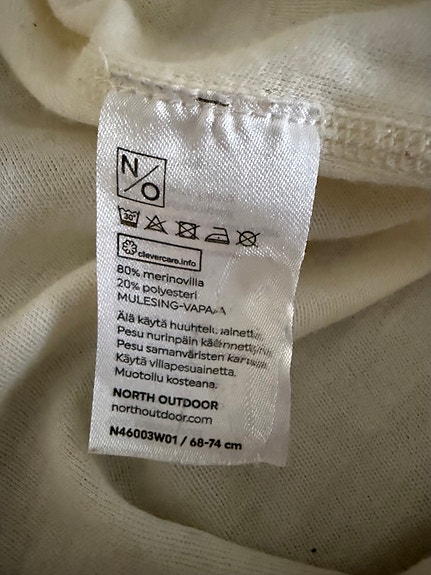 N/O
30°
clevercare.info
80% merinovilla
20% polyesteri
MULESING-VAPAA
Älä käytä
Pesu nurinpäin
Pesu samanväristen
Käytä villapesuainetta.
Muotoilu kosteana.
NORTH OUTDOOR
northoutdoor.com
N46003W01 / 68-74 cm